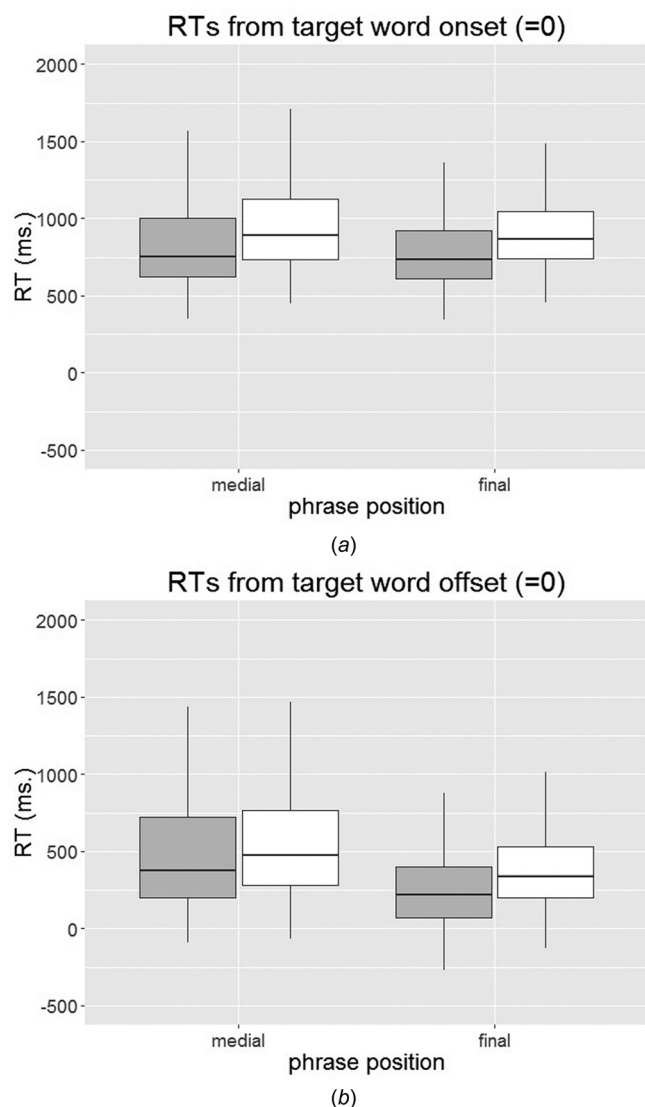 RTs from target word onset (=0)
2000
1500
1000
500
0
-500
RT (ms.)
medial final
phrase position
(a)
RTs from target word offset (=0)
2000
1500
1000
500
0
-500
RT (ms.)
medial final
phrase position
(b)